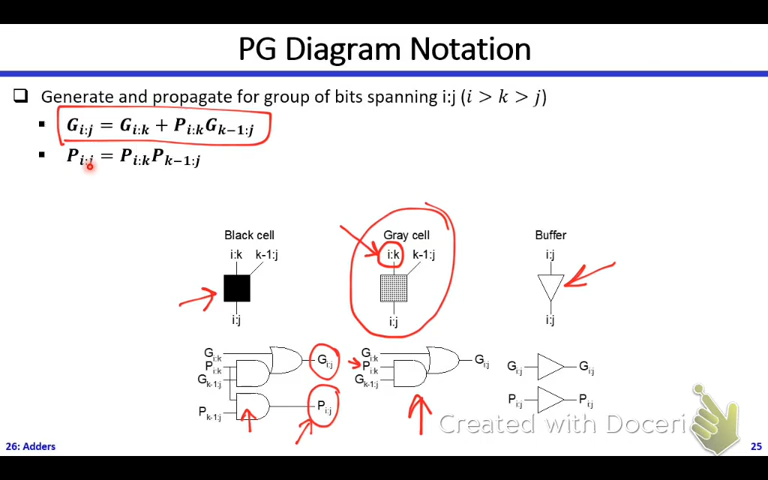 PG Diagram Notation
❑ Generate and propagate for group of bits spanning i:j (i > k > j)
▪ G_{i:j} = G_{i:k} + P_{i:k}G_{k−1:j}
▪ P_{i:j} = P_{i:k}P_{k−1:j}
Black cell Gray cell Buffer
i:k k-1:j i:k k-1:j i:j
i:j i:j i:j
G_{i:k} G_{i:j} G_{i:k} G_{i:j} G_{i:j} G_{i:j}
P_{i:k} P_{i:k}
G_{k-1:j} G_{k-1:j}
P_{k-1:j} P_{i:j} P_{i:j} P_{i:j}
Created with Doceri
26: Adders 25